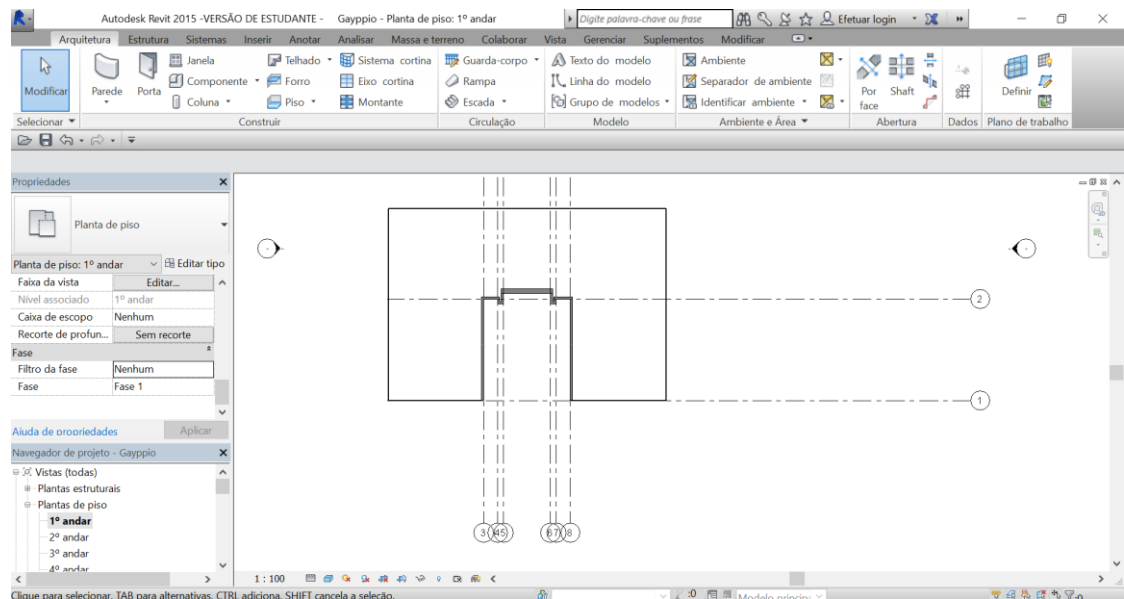 Autodesk Revit 2015 -VERSÃO DE ESTUDANTE - Gayppio - Planta de piso: 1º andar Digite palavra-chave ou frase Efetuar login
Arquitetura Estrutura Sistemas Inserir Anotar Analisar Massa e terreno Colaborar Vista Gerenciar Suplementos Modificar
Modificar Parede Porta Janela Telhado Sistema cortina Guarda-corpo Texto do modelo Ambiente Por face Shaft Definir
Componente Forro Eixo cortina Rampa Linha do modelo Separador de ambiente
Coluna Piso Montante Escada Grupo de modelos Identificar ambiente
Selecionar Construir Circulação Modelo Ambiente e Área Abertura Dados Plano de trabalho
Propriedades
Planta de piso
Planta de piso: 1º andar Editar tipo
Faixa da vista Editar...
Nível associado 1º andar
Caixa de escopo Nenhum
Recorte de profun... Sem recorte
Fase
Filtro da fase Nenhum
Fase Fase 1
Ajuda de propriedades Aplicar
Navegador de projeto - Gayppio
Vistas (todas)
Plantas estruturais
Plantas de piso
1º andar
2º andar
3º andar
4º andar
2
1
3 4 5 6 7 8
1 : 100
Clique para selecionar, TAB para alternativas, CTRL adiciona, SHIFT cancela a seleção. :0 Modelo princip :0